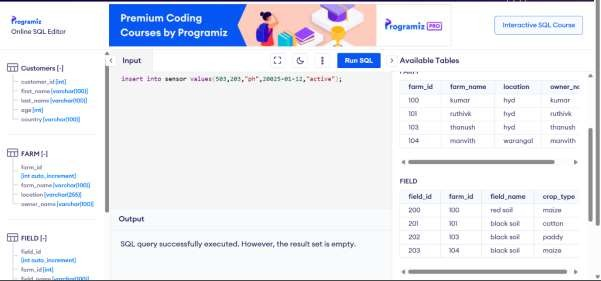 Programiz
Online SQL Editor
Premium Coding
Courses by Programiz
Programiz PRO
Interactive SQL Course
Customers [-]
customer_id [int]
first_name [varchar(100)]
last_name [varchar(100)]
age [int]
country [varchar(100)]
FARM [-]
farm_id
[int auto_increment]
farm_name [varchar(100)]
location [varchar(255)]
owner_name [varchar(100)]
FIELD [-]
field_id
[int auto_increment]
farm_id [int]
field_name [varchar(100)]
Input
Run SQL
insert into sensor values(503,203,"ph",20025-01-12,"active");
Output
SQL query successfully executed. However, the result set is empty.
Available Tables
FARM
farm_id farm_name location owner_nc
100 kumar hyd kumar
101 ruthivk hyd ruthvik
103 thanush hyd thanush
104 manvith warangal manvith
FIELD
field_id farm_id field_name crop_type
200 100 red soil maize
201 101 black soil cotton
202 103 black soil paddy
203 104 black soil maize